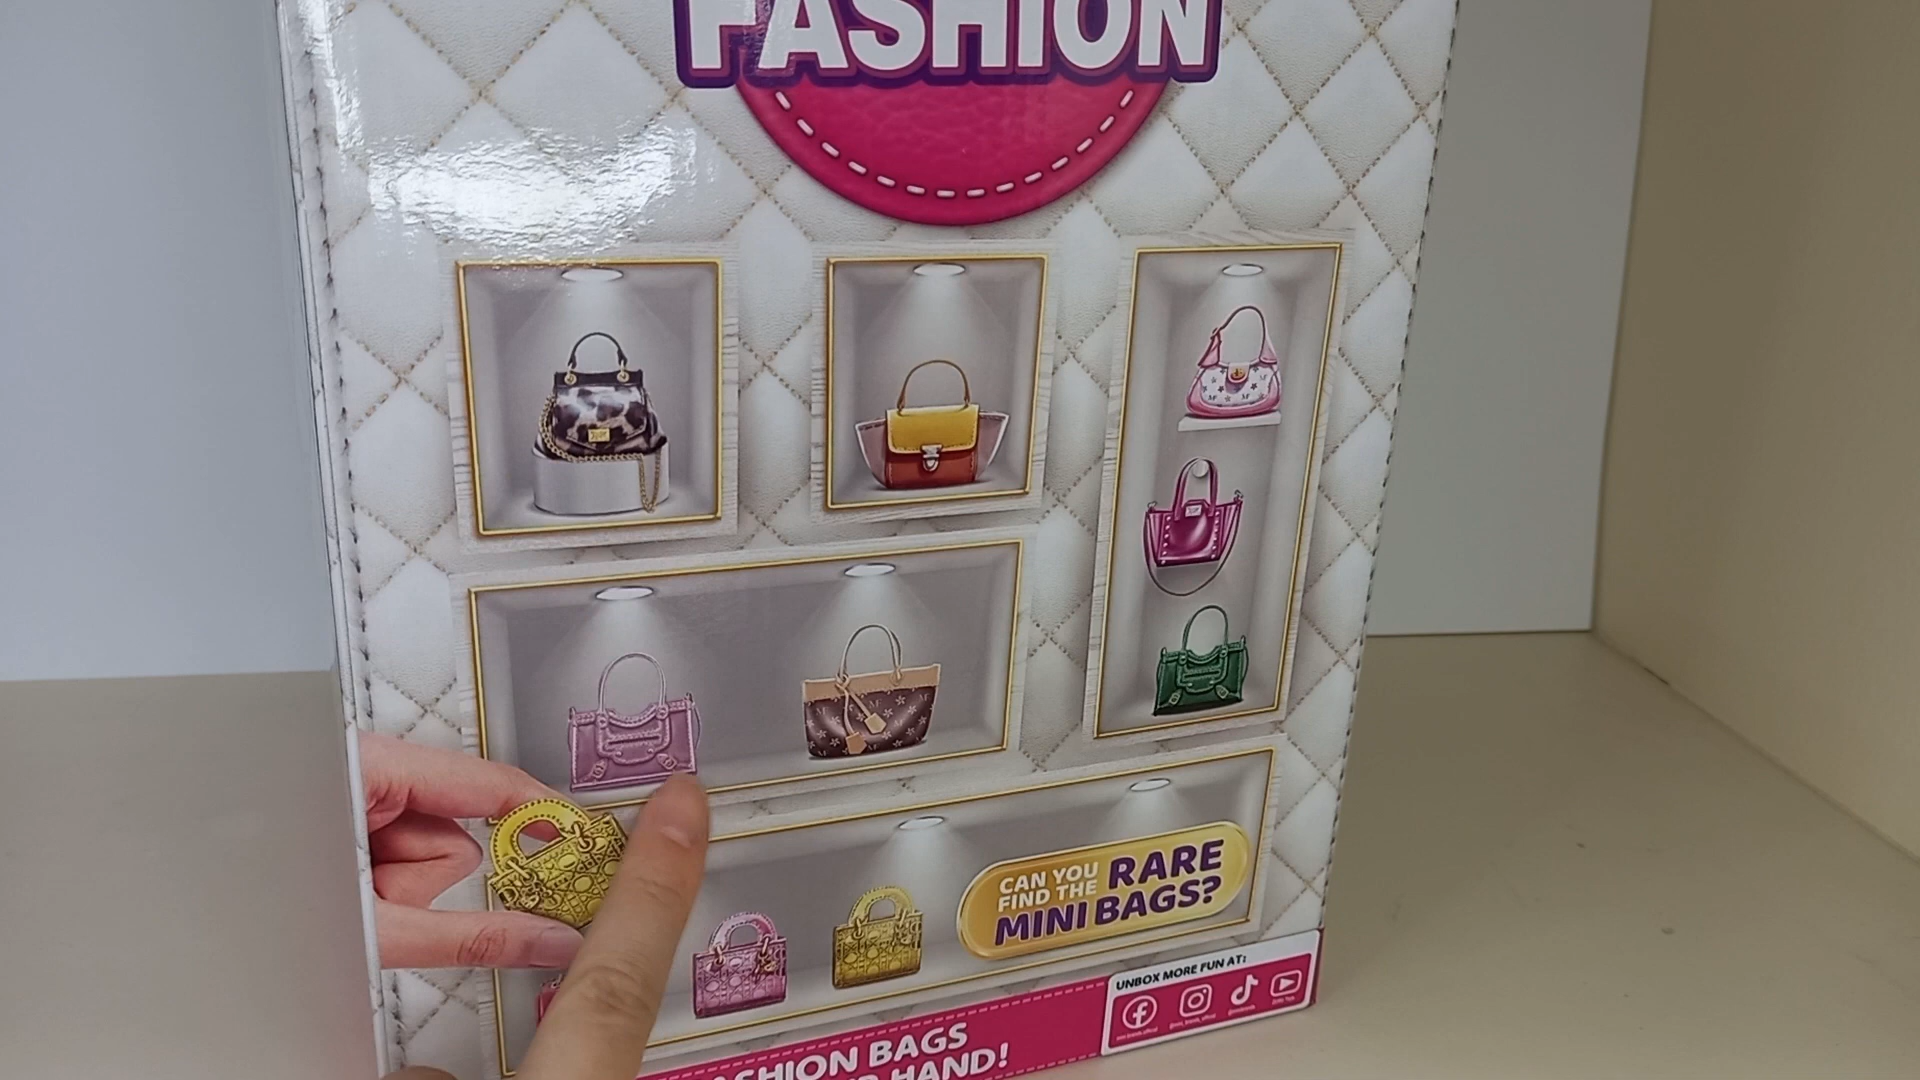 FASHION
CAN YOU
FIND THE
RARE
MINI BAGS?
UNBOX MORE FUN AT:
FASHION BAGS
HAND!